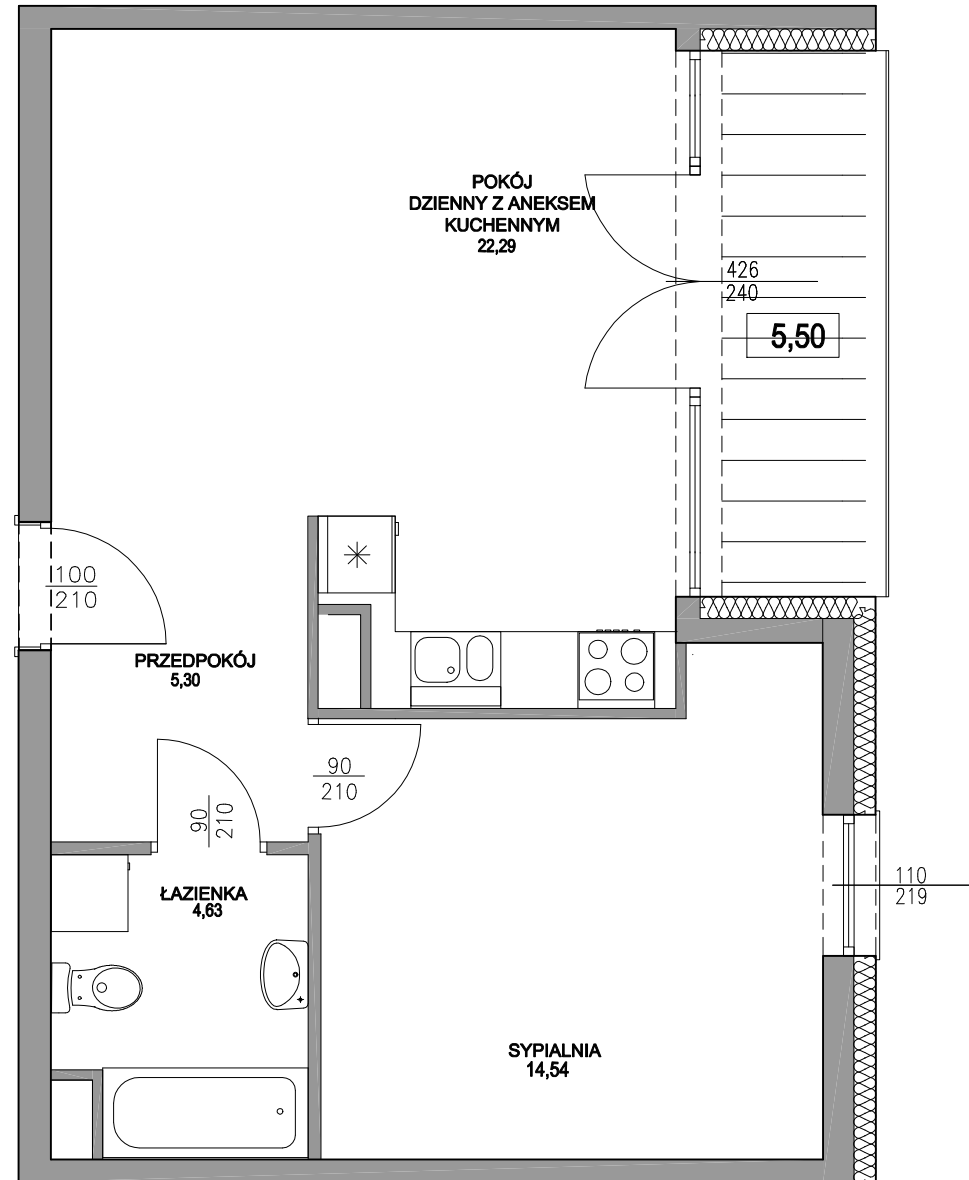 POKÓJ
DZIENNY Z ANEKSEM
KUCHENNYM
22,29
426
240
5,50
100
210
PRZEDPOKÓJ
5,30
90
210
90
210
ŁAZIENKA
4,63
110
219
SYPIALNIA
14,54